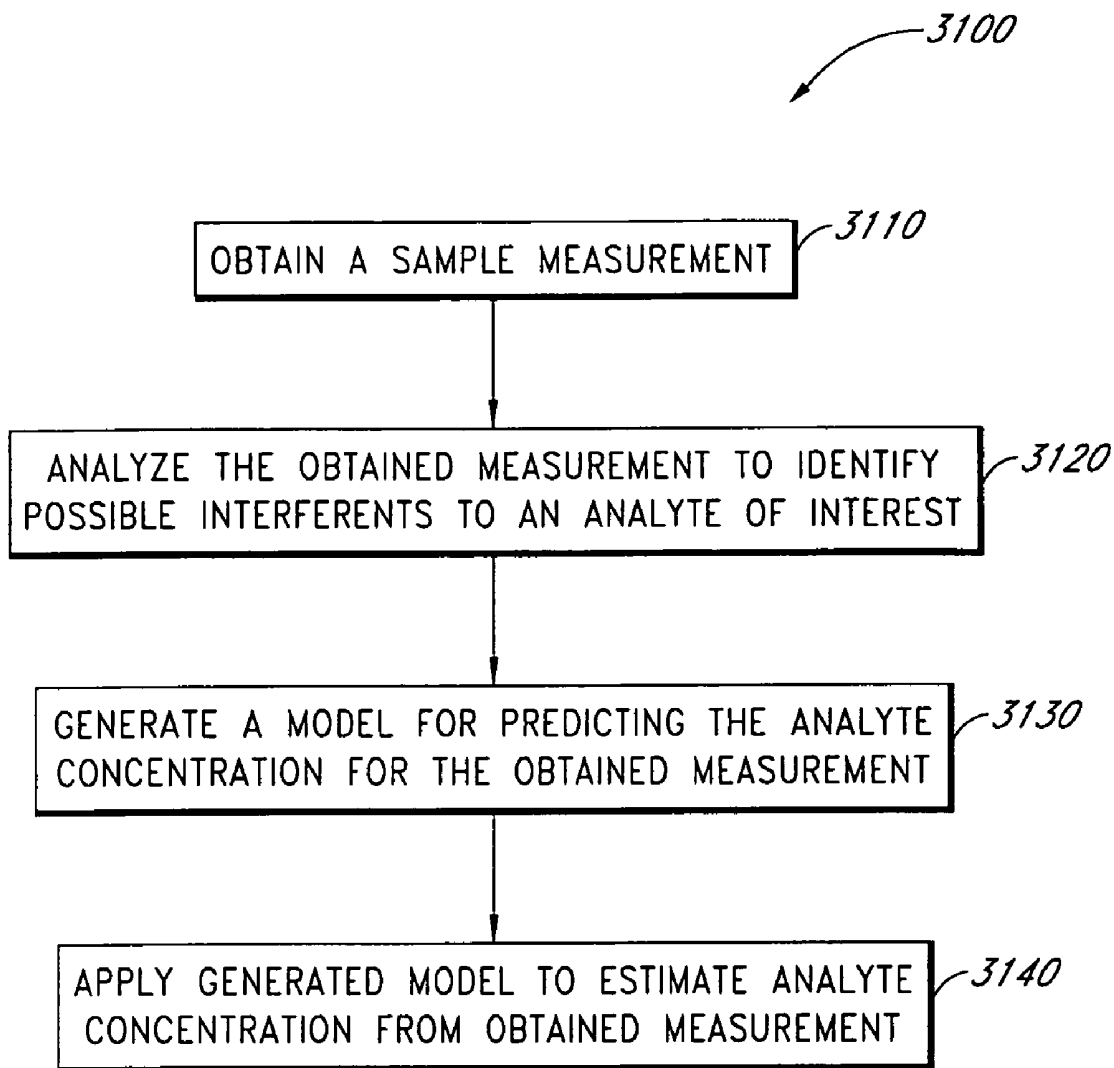 3100
OBTAIN A SAMPLE MEASUREMENT
3110
ANALYZE THE OBTAINED MEASUREMENT TO IDENTIFY
POSSIBLE INTERFERENTS TO AN ANALYTE OF INTEREST
3120
GENERATE A MODEL FOR PREDICTING THE ANALYTE
CONCENTRATION FOR THE OBTAINED MEASUREMENT
3130
APPLY GENERATED MODEL TO ESTIMATE ANALYTE
CONCENTRATION FROM OBTAINED MEASUREMENT
3140